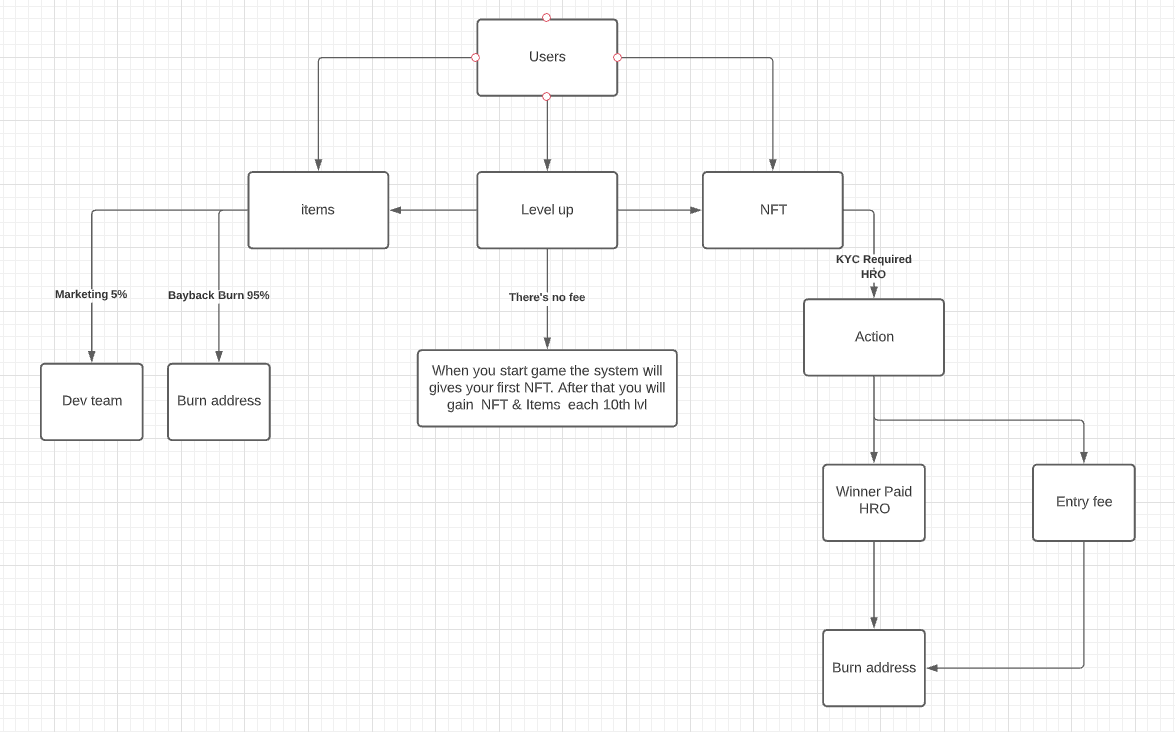 Users
items
Level up
NFT
KYC Required
HRO
Marketing 5%
Bayback Burn 95%
There's no fee
Action
When you start game the system will
gives your first NFT. After that you will
gain  NFT & Items  each 10th lvl
Dev team
Burn address
Winner Paid
HRO
Entry fee
Burn address